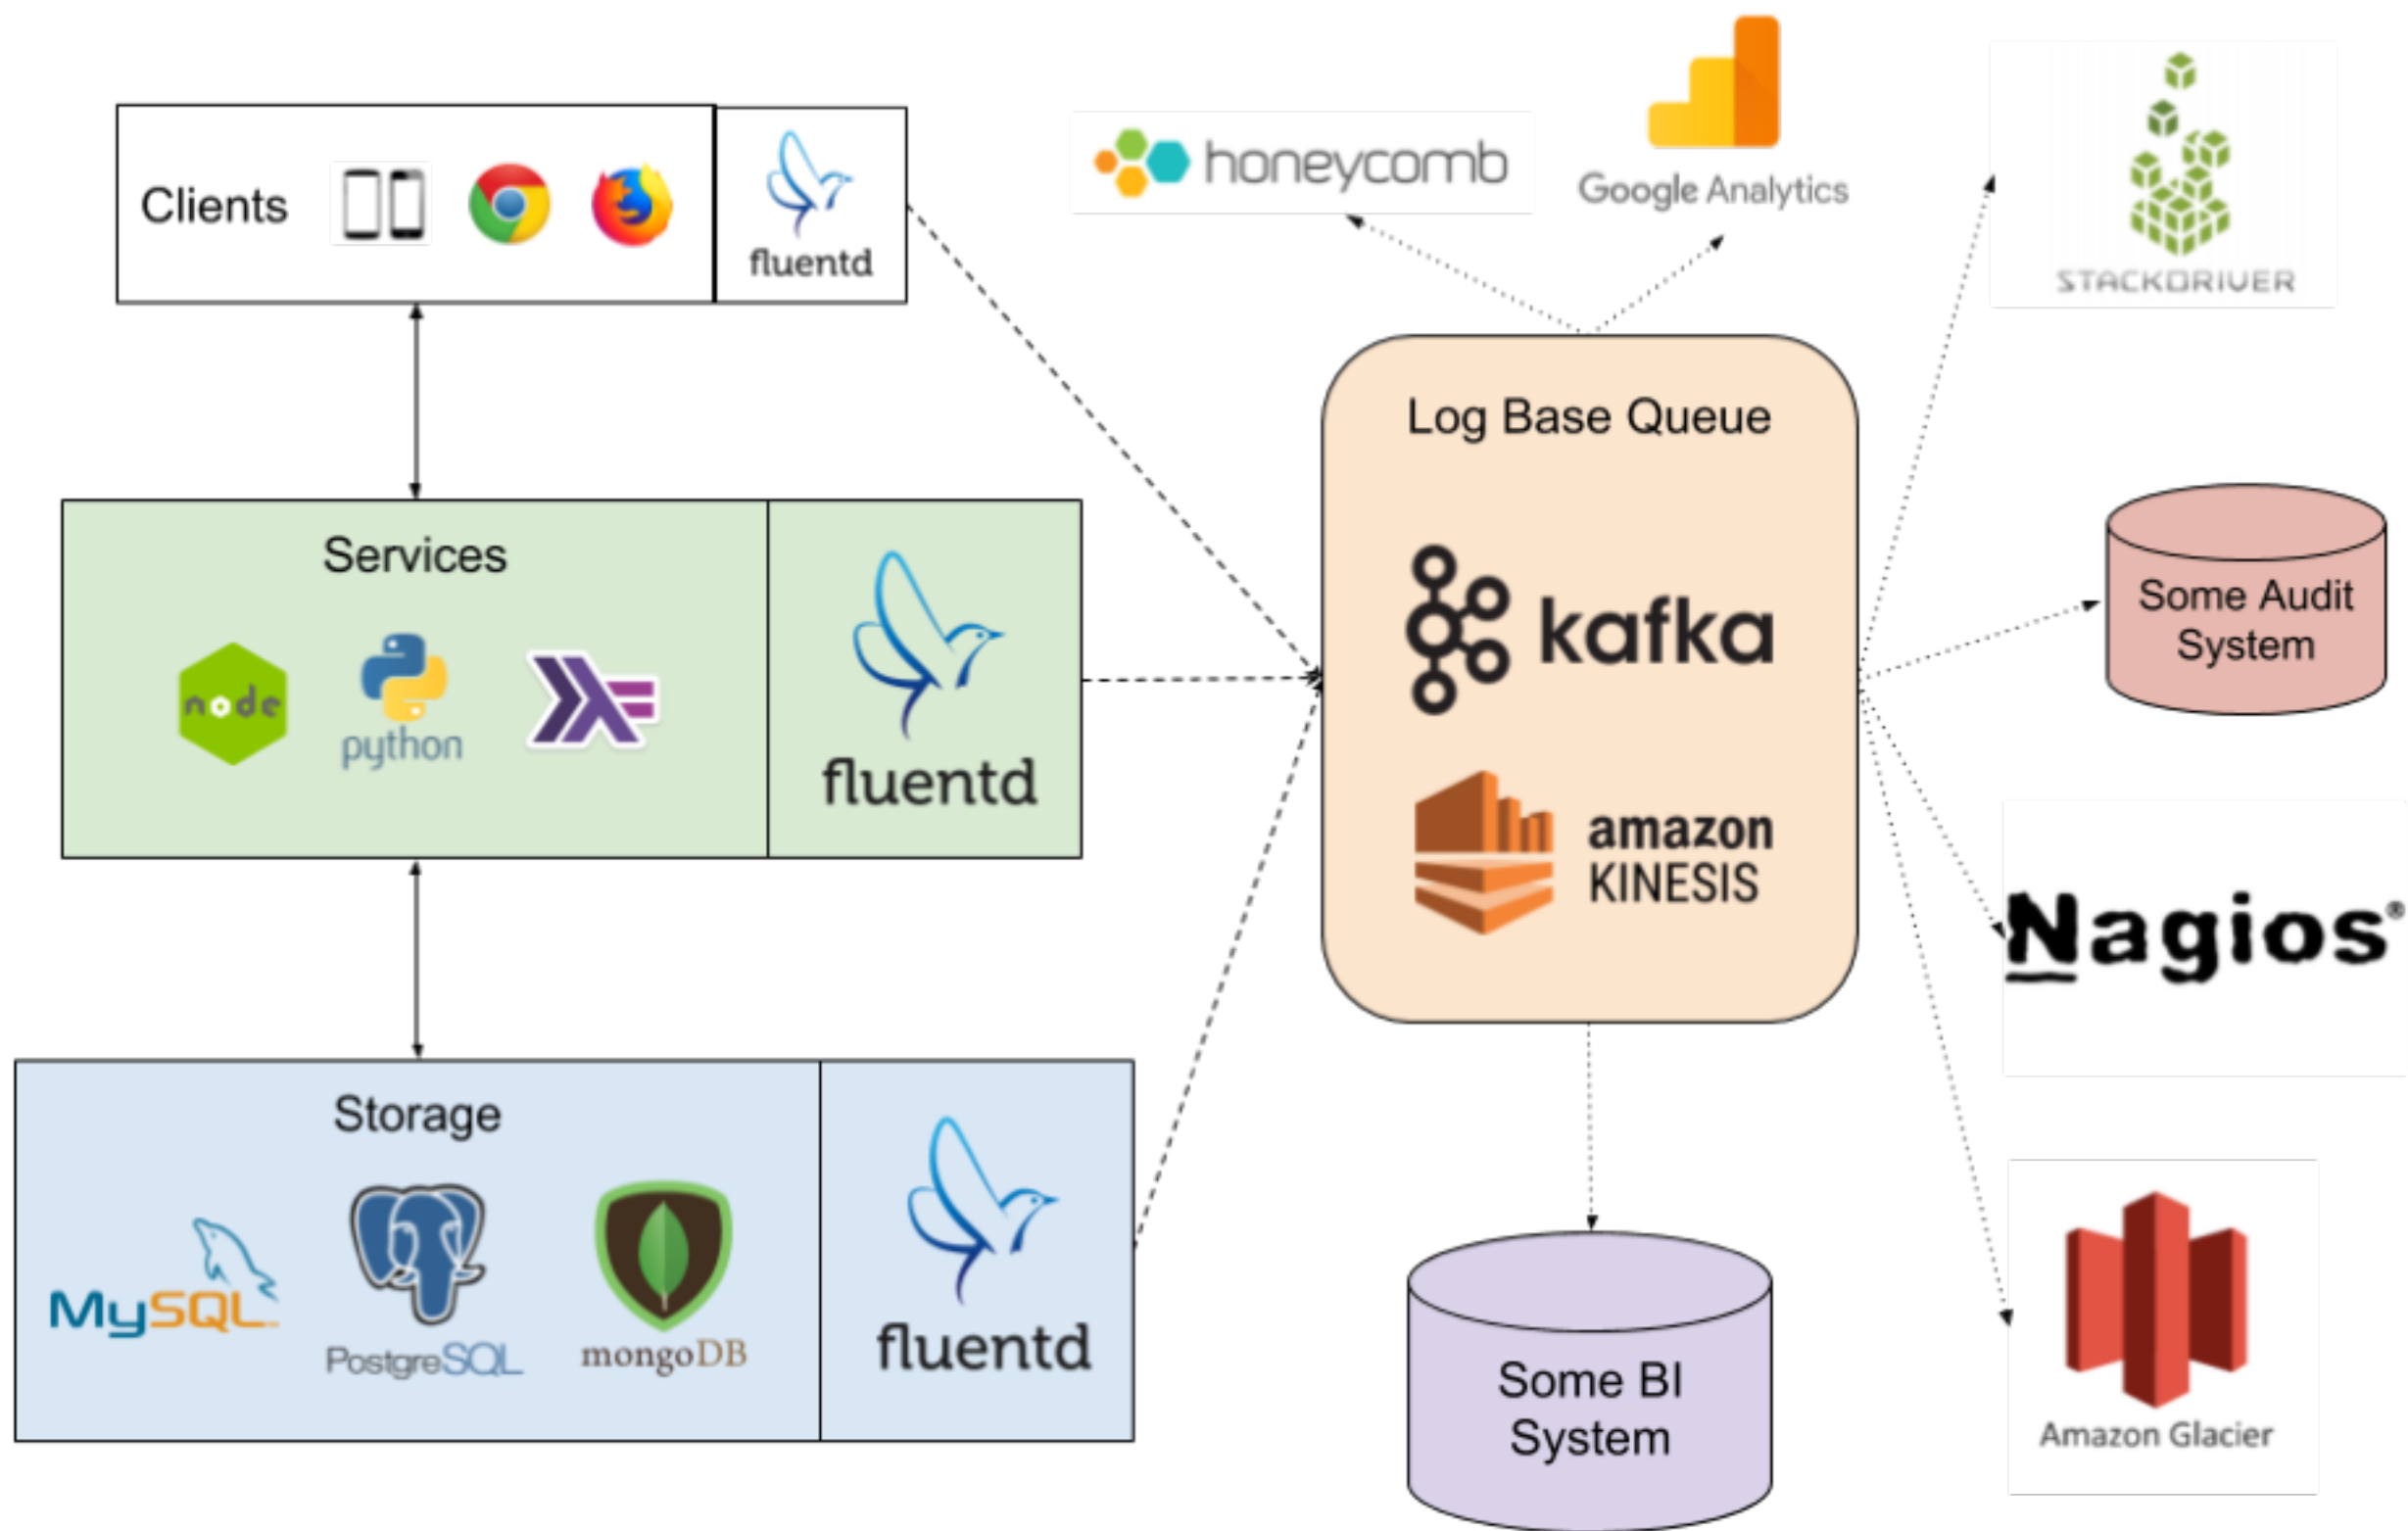 Clients
fluentd
honeycomb
Google Analytics
STACKDRIVER
Services
node
python
fluentd
Log Base Queue
kafka
amazon
KINESIS
Some Audit
System
Nagios®
Storage
MySQL
PostgreSQL
mongoDB
fluentd
Some BI
System
Amazon Glacier